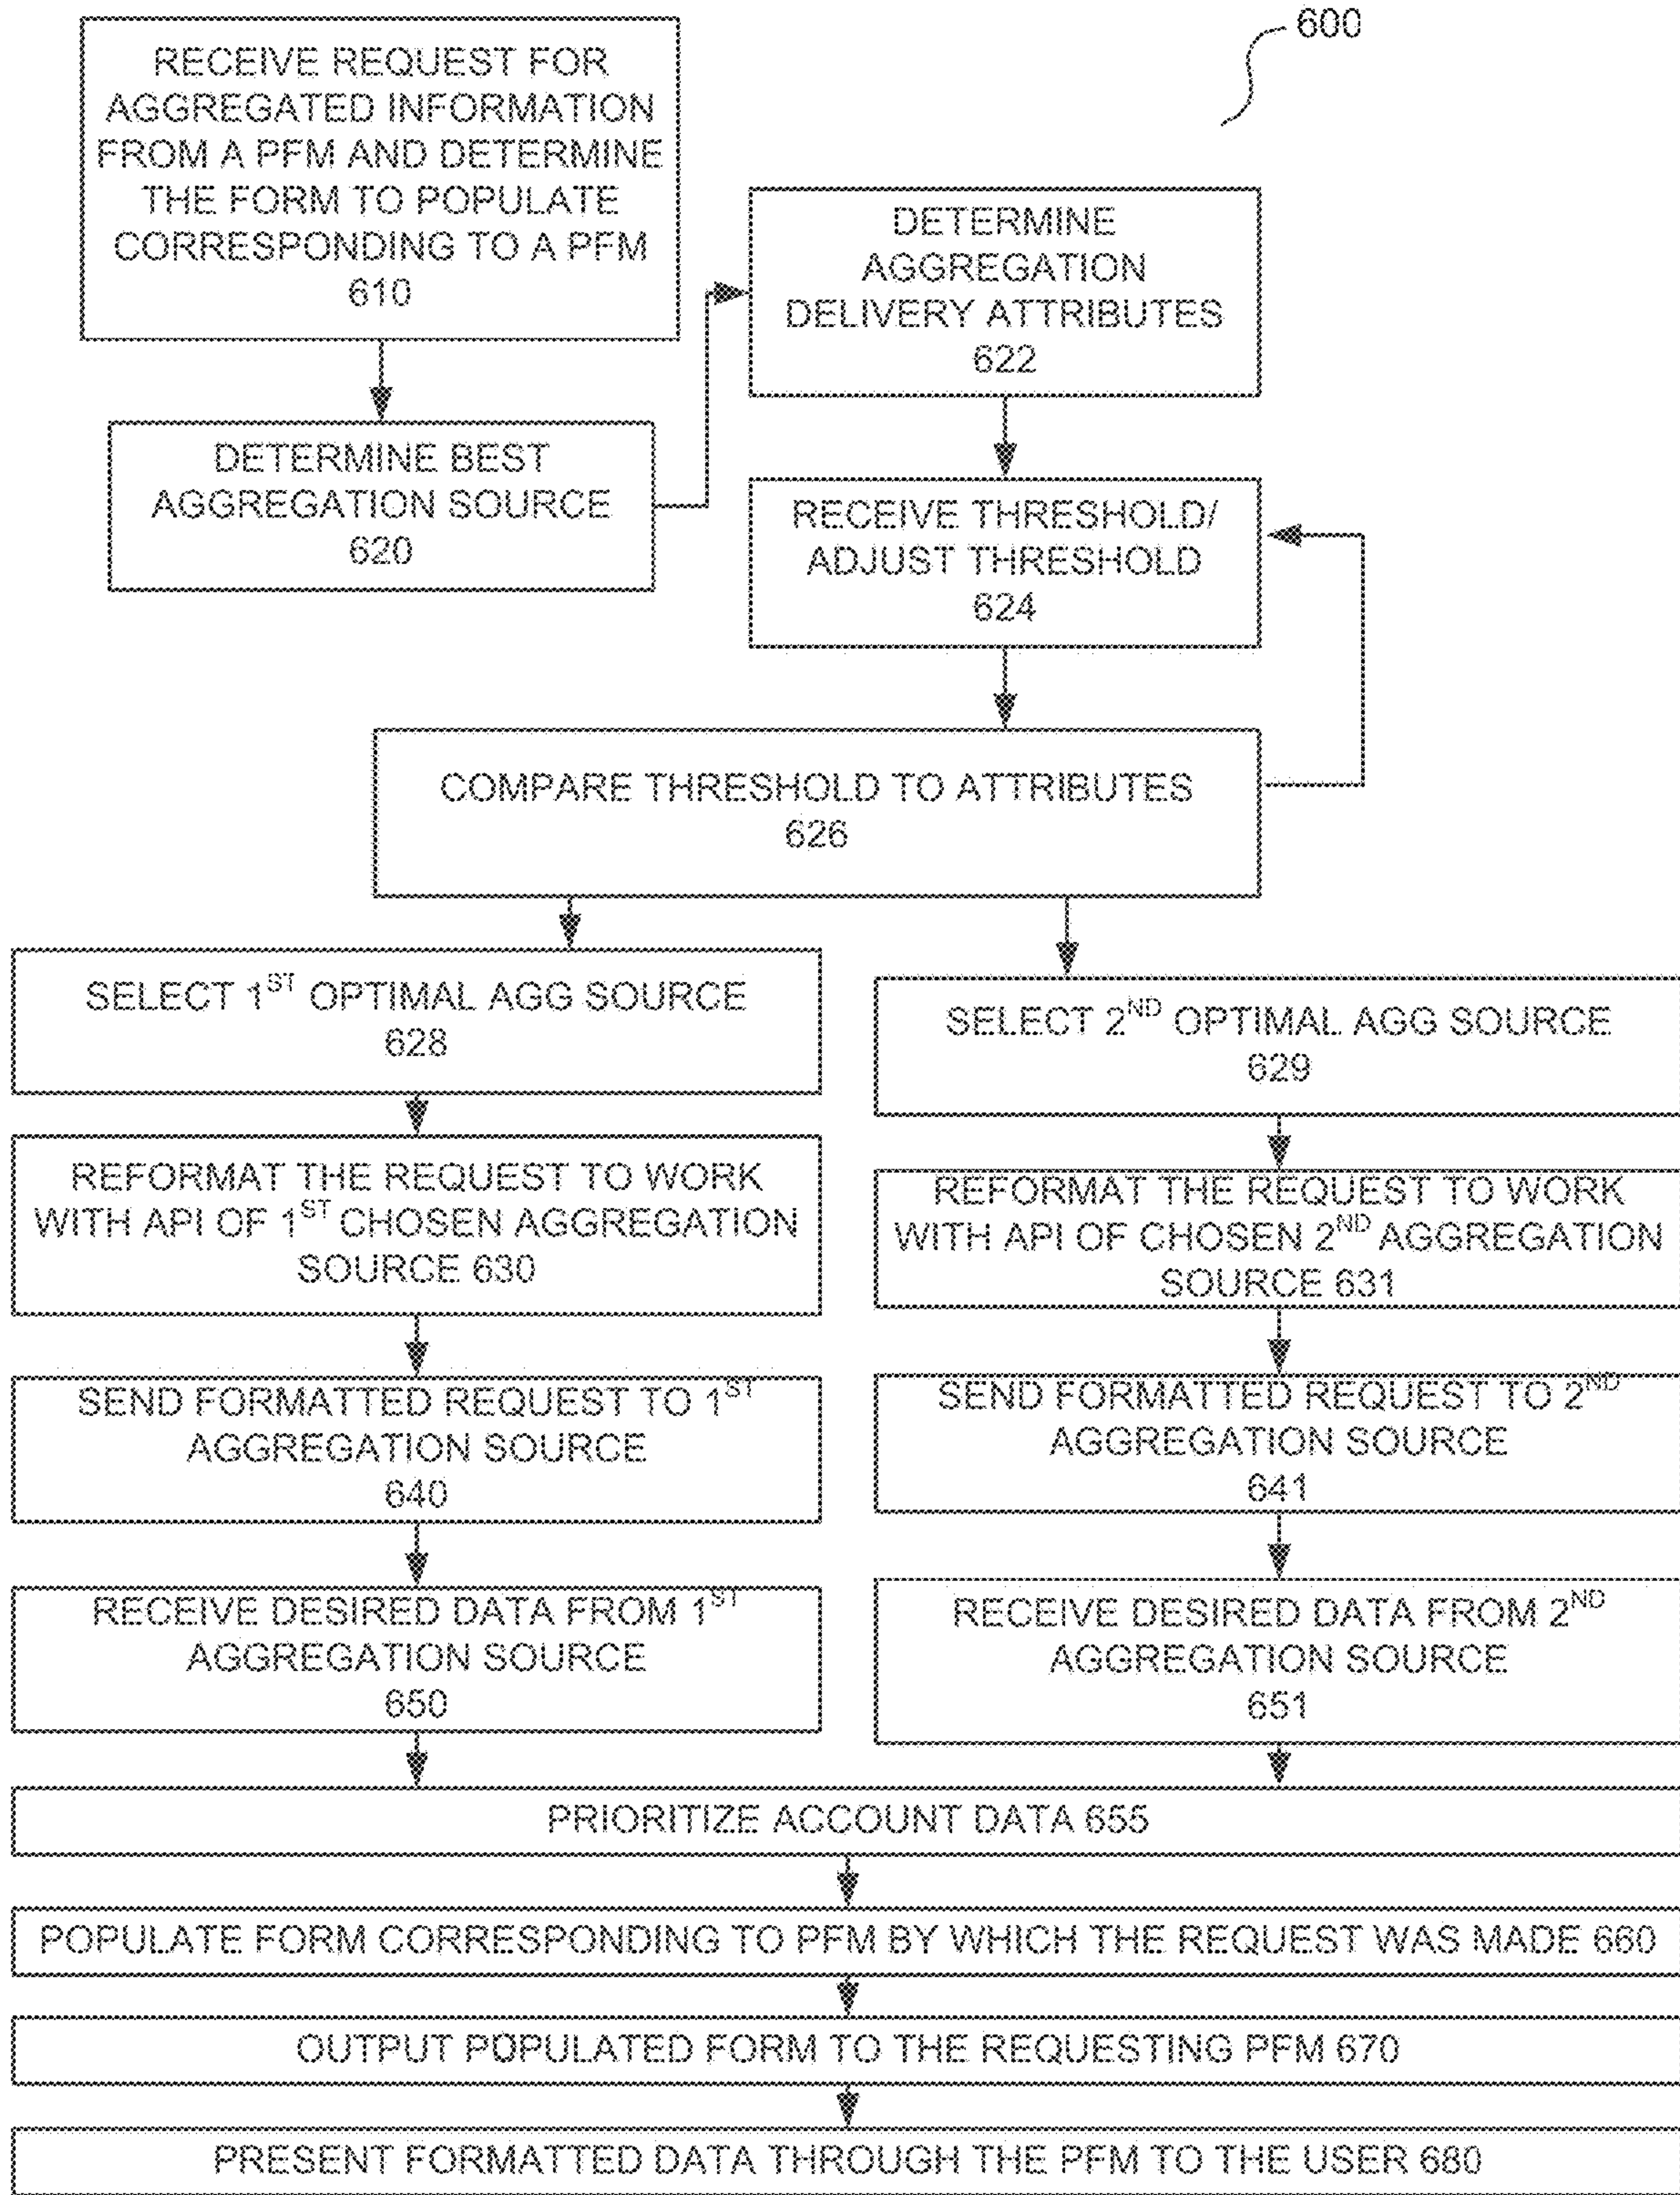 600
RECEIVE REQUEST FOR
AGGREGATED INFORMATION
FROM A PFM AND DETERMINE
THE FORM TO POPULATE
CORRESPONDING TO A PFM
610
DETERMINE BEST
AGGREGATION SOURCE
620
DETERMINE
AGGREGATION
DELIVERY ATTRIBUTES
622
RECEIVE THRESHOLD/
ADJUST THRESHOLD
624
COMPARE THRESHOLD TO ATTRIBUTES
626
SELECT 1ST OPTIMAL AGG SOURCE
628
REFORMAT THE REQUEST TO WORK
WITH API OF 1ST CHOSEN AGGREGATION
SOURCE 630
SEND FORMATTED REQUEST TO 1ST
AGGREGATION SOURCE
640
RECEIVE DESIRED DATA FROM 1ST
AGGREGATION SOURCE
650
SELECT 2ND OPTIMAL AGG SOURCE
629
REFORMAT THE REQUEST TO WORK
WITH API OF CHOSEN 2ND AGGREGATION
SOURCE 631
SEND FORMATTED REQUEST TO 2ND
AGGREGATION SOURCE
641
RECEIVE DESIRED DATA FROM 2ND
AGGREGATION SOURCE
651
PRIORITIZE ACCOUNT DATA 655
POPULATE FORM CORRESPONDING TO PFM BY WHICH THE REQUEST WAS MADE 660
OUTPUT POPULATED FORM TO THE REQUESTING PFM 670
PRESENT FORMATTED DATA THROUGH THE PFM TO THE USER 680